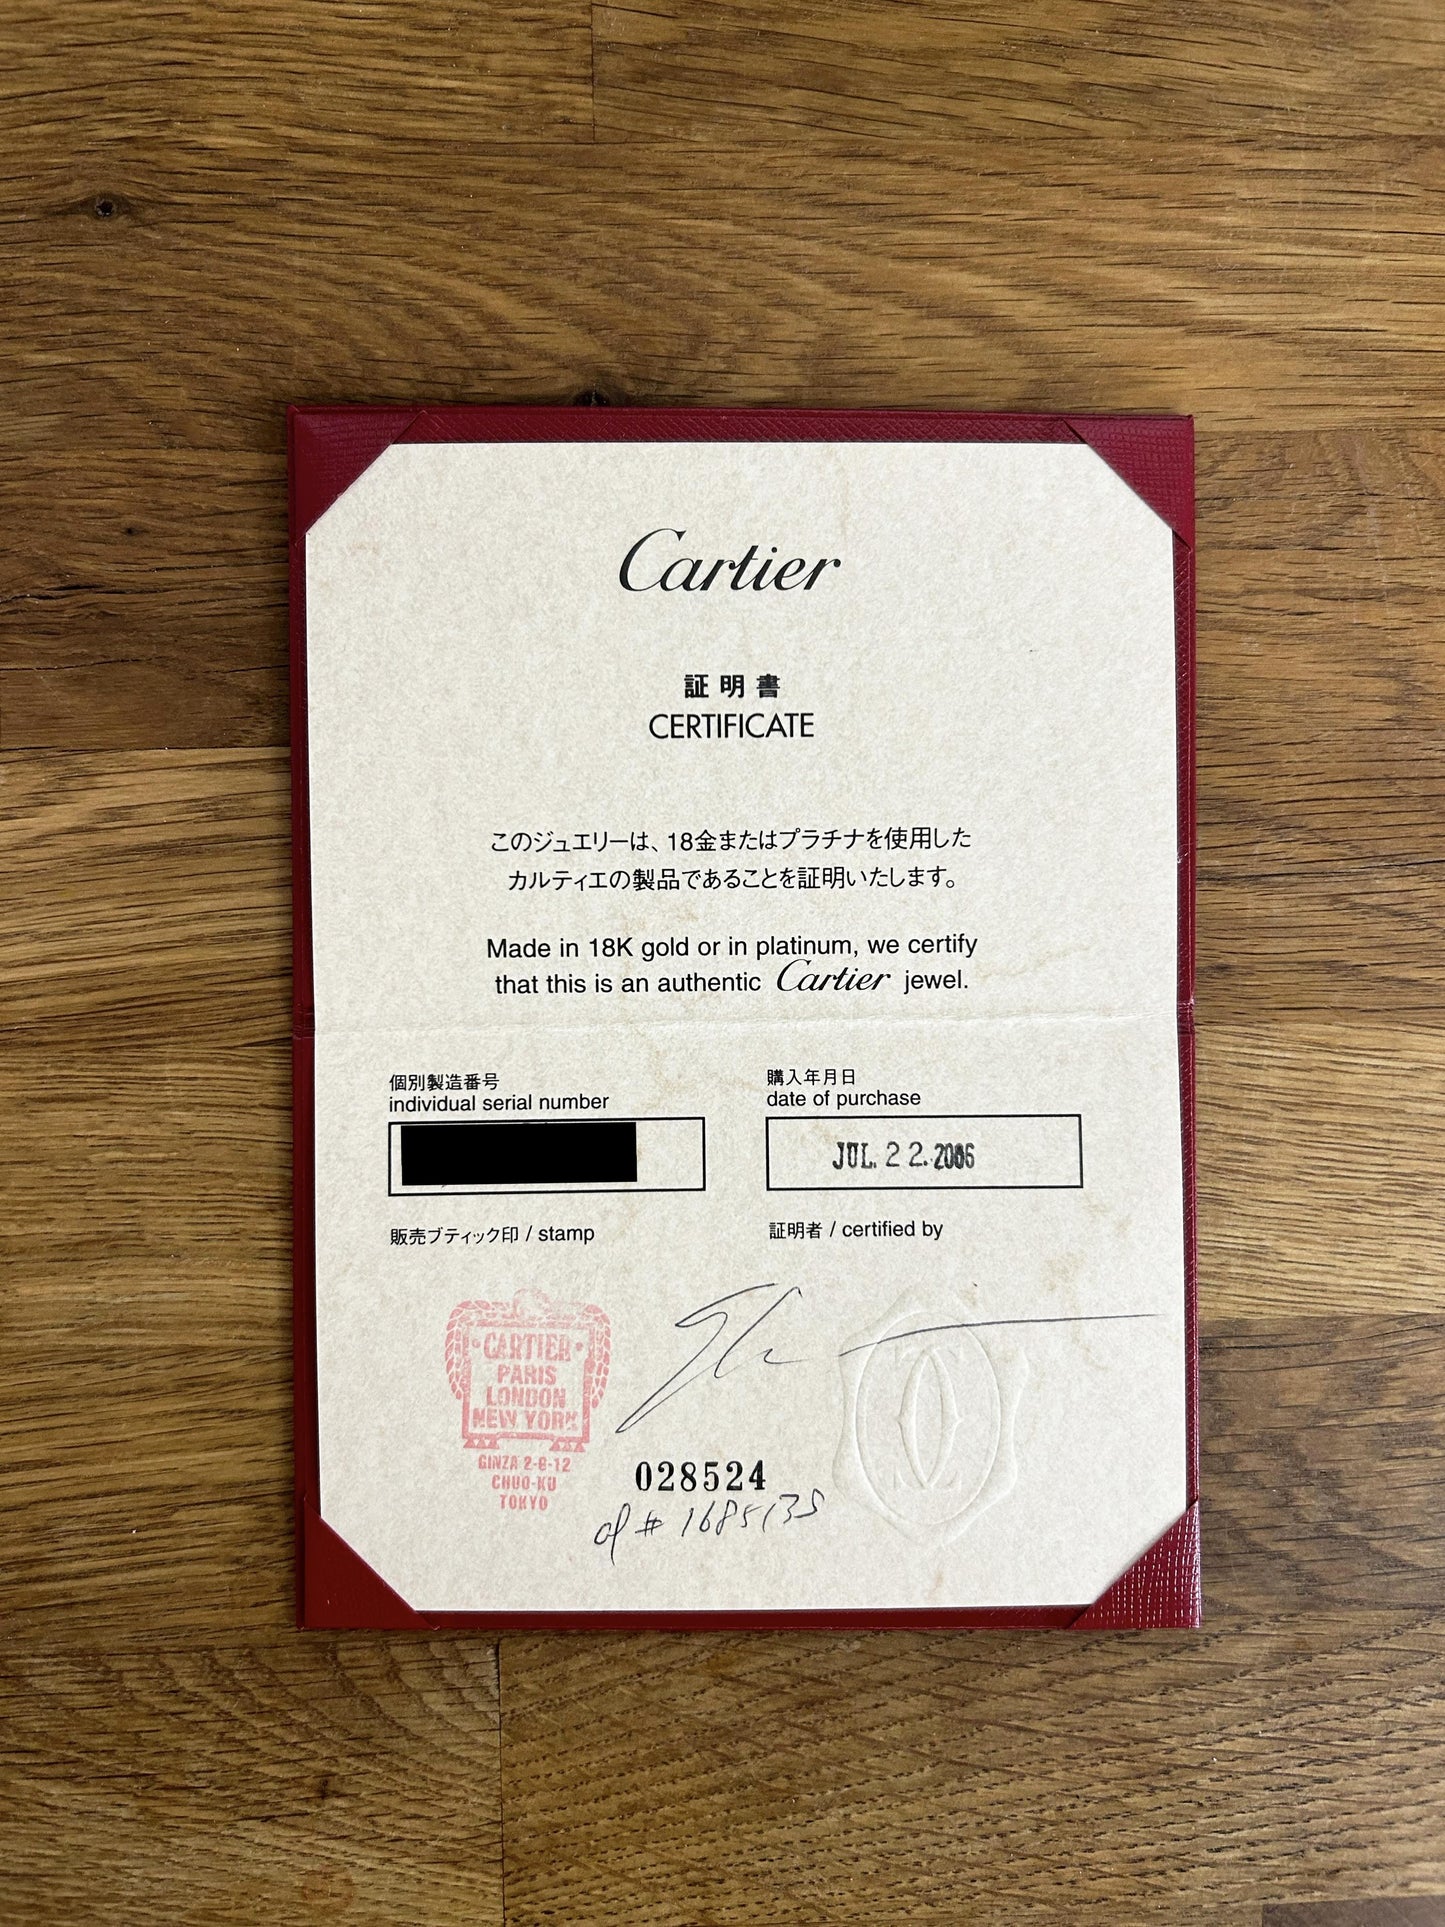 Cartier
証明書
CERTIFICATE
このジュエリーは、18金またはプラチナを使用した
カルティエの製品であることを証明いたします。
Made in 18K gold or in platinum, we certify
that this is an authentic Cartier jewel.
個別製造番号
individual serial number
購入年月日
date of purchase
JUL. 22. 2006
販売ブティック印 / stamp
証明者 / certified by
CARTIER
PARIS
LONDON
NEW YORK
GINZA
CHUO-KU
TOKYO
028524
# 1685135